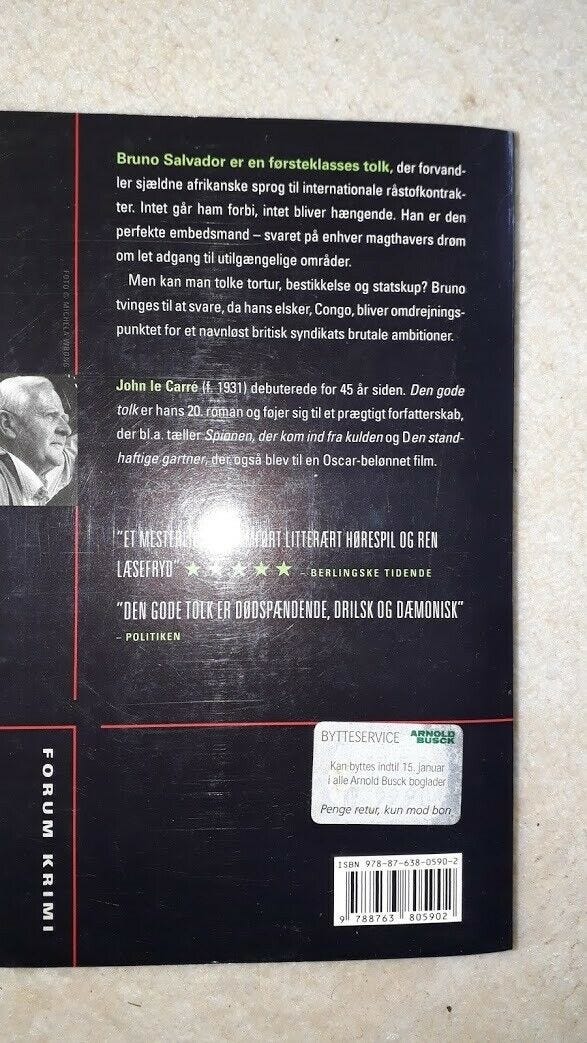 Bruno Salvador er en førsteklasses tolk, der forvand-
ler sjældne afrikanske sprog til internationale råstofkontrak-
ter. Intet går ham forbi, intet bliver hængende. Han er den
perfekte embedsmand – svaret på enhver magthavers drøm
om let adgang til utilgængelige områder.
Men kan man tolke tortur, bestikkelse og statskup? Bruno
tvinges til at svare, da hans elsker, Congo, bliver omdrejnings-
punktet for et navnløst britisk syndikats brutale ambitioner.
FOTO © MICHELA WRONG
John le Carré (f. 1931) debuterede for 45 år siden. Den gode
tolk er hans 20. roman og føjer sig til et prægtigt forfatterskab,
der bl.a. tæller Spionen, der kom ind fra kulden og Den stand-
haftige gartner, der også blev til en Oscar-belønnet film.
"ET LITTERÆRT HØRESPIL OG REN
LÆSEFRYD" ★★★★★ – BERLINGSKE TIDENDE
"DEN GODE TOLK ER DØDSPÆNDENDE, DRILSK OG DÆMONISK"
– POLITIKEN
FORUM KRIMI
BYTTESERVICE ARNOLD BUSCK
Kan byttes indtil 15. januar
i alle Arnold Busck boglader
Penge retur, kun mod bon
ISBN 978-87-638-0590-2
9 788763 805902